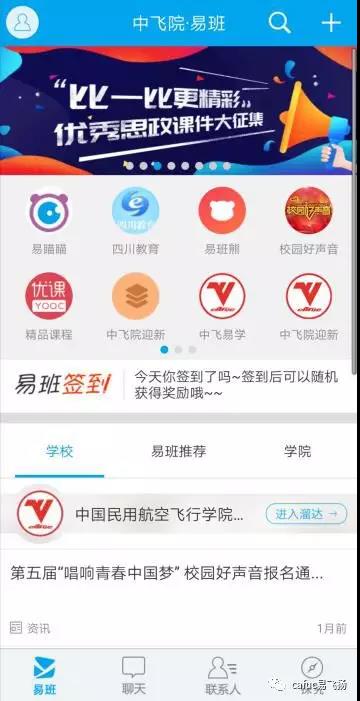 中飞院·易班
“比一比更精彩”
优秀思政课件大征集
易瞄瞄
四川教育
易班熊
校园好声音
优课
YOOC
精品课程
中飞院迎新
中飞易学
中飞院迎新
易班签到
今天你签到了吗~签到后可以随机
获得奖励哦~~
学校
易班推荐
学院
中国民用航空飞行学院...
进入溜达 →
第五届“唱响青春中国梦” 校园好声音报名通...
资讯
1月前
易班
聊天
联系人
探究
cafuc易飞扬